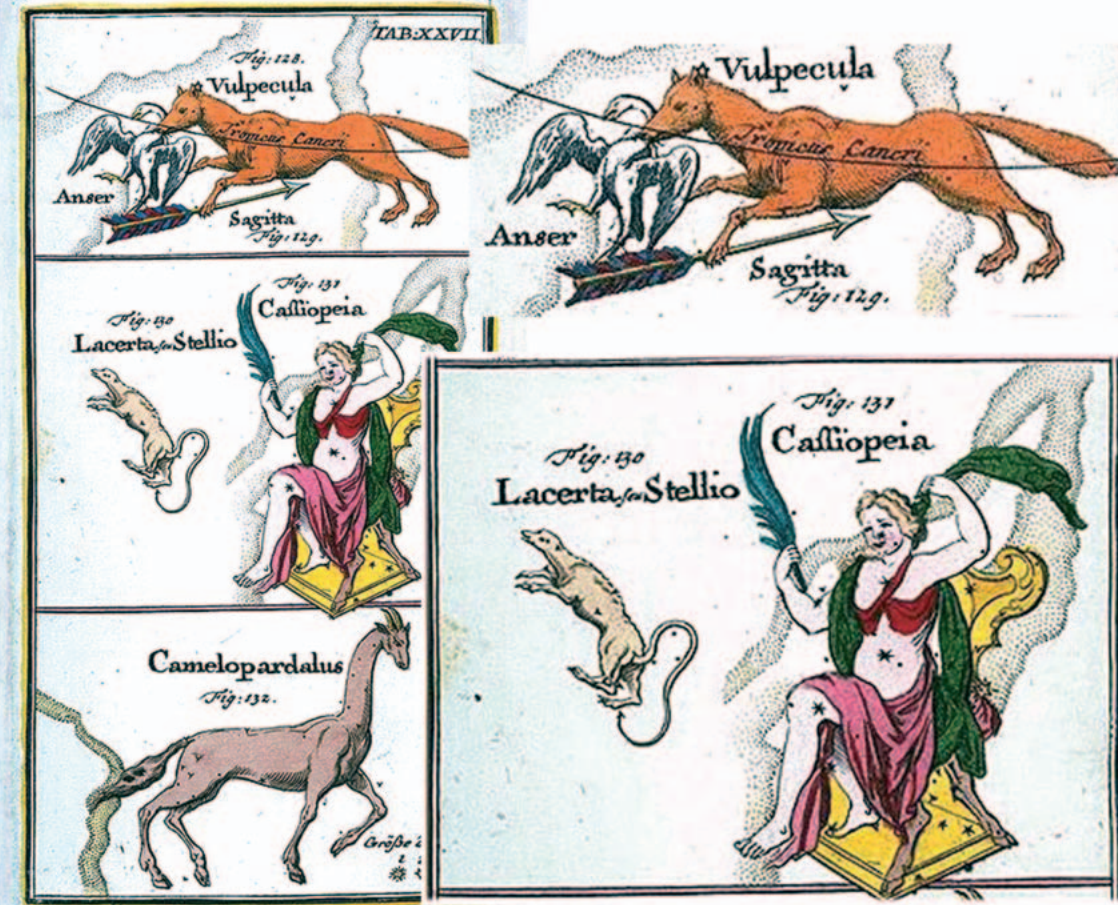 TAB:XXVII
Fig: 128.
Vulpecula
Tropicus Cancri
Anser
Sagitta
Fig: 129.
Fig: 131
Cassiopeia
Fig: 130
Lacerta seu Stellio
Camelopardalus
Fig: 132.
Größe
Vulpecula
Tropicus Cancri
Anser
Sagitta
Fig: 129.
Fig: 131
Cassiopeia
Fig: 130
Lacerta seu Stellio